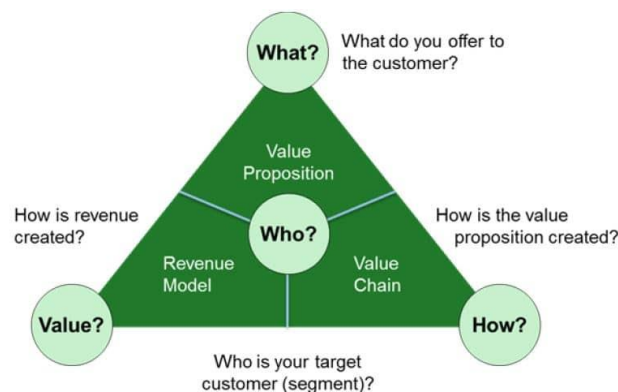 What?
What do you offer to
the customer?
Value
Proposition
How is revenue
created?
Who?
How is the value
proposition created?
Revenue
Model
Value
Chain
Value?
How?
Who is your target
customer (segment)?